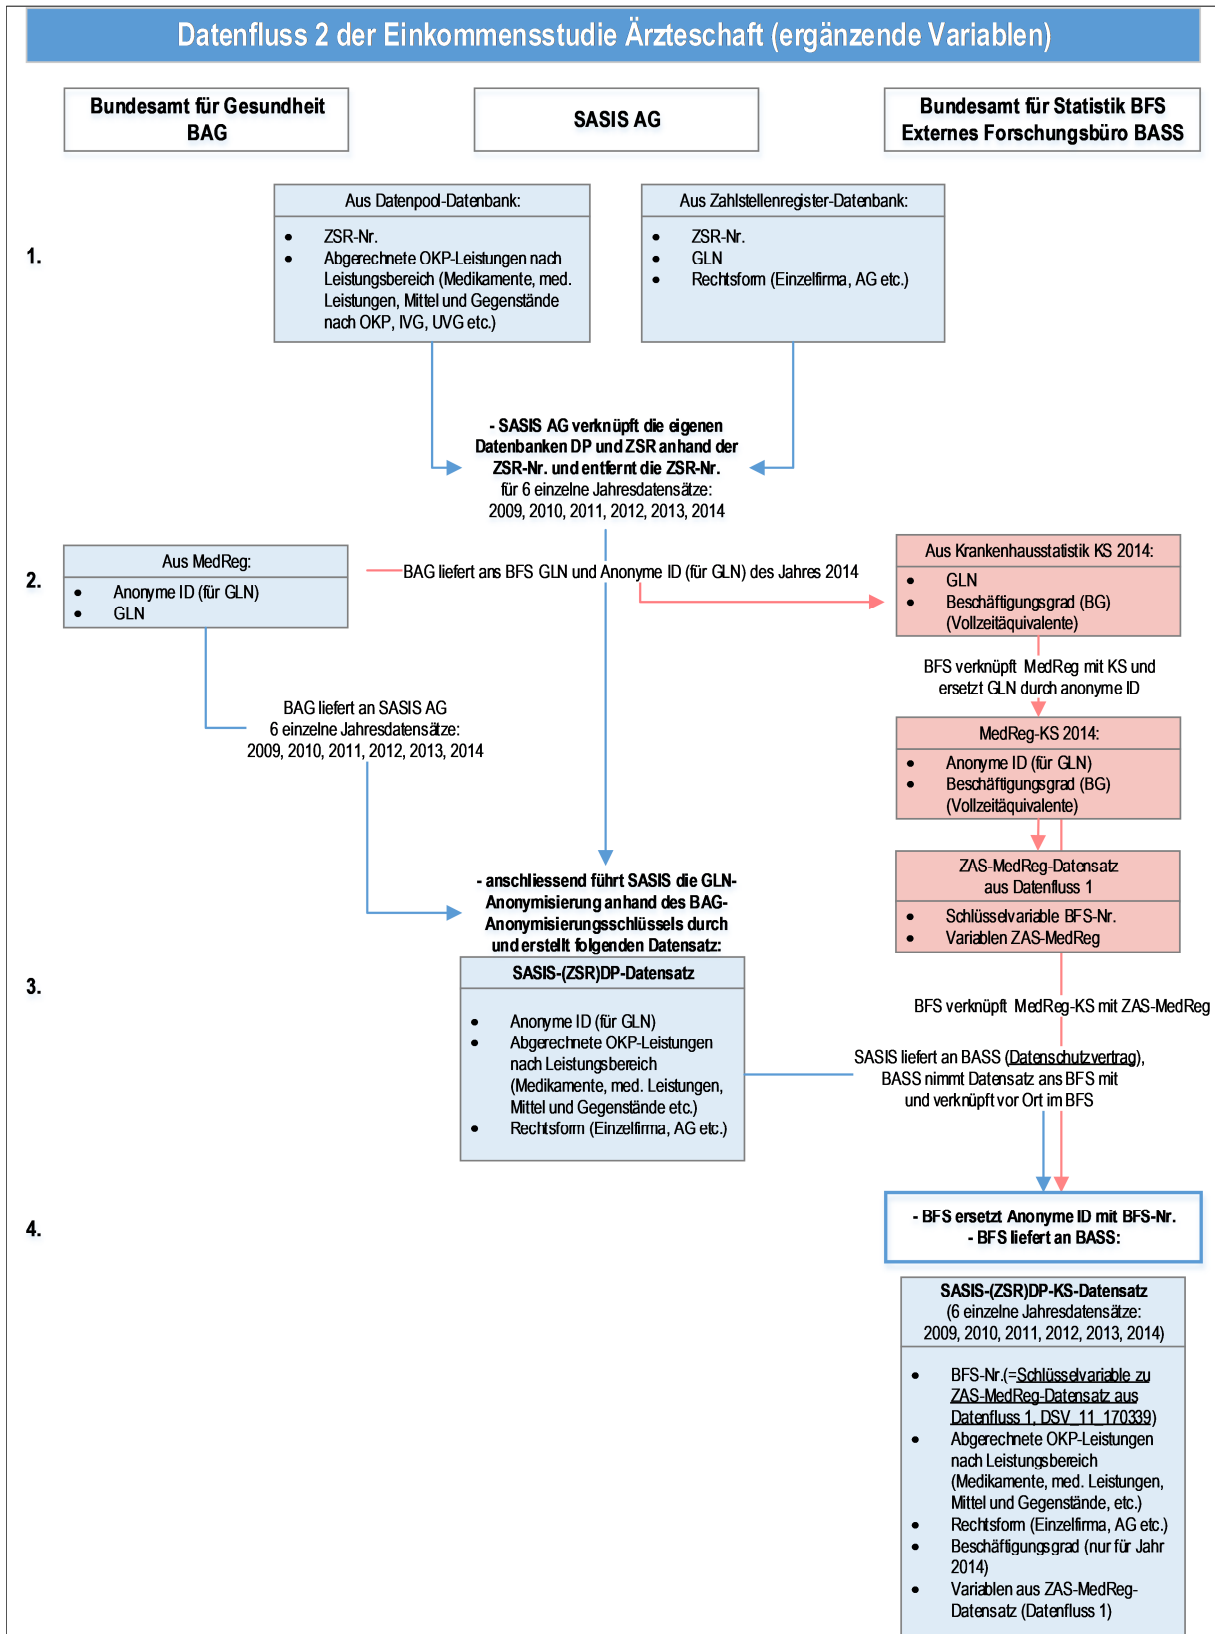 Datenfluss 2 der Einkommensstudie Ärzteschaft (ergänzende Variablen)
Bundesamt für Gesundheit
BAG
SASIS AG
Bundesamt für Statistik BFS
Externes Forschungsbüro BASS
1.
Aus Datenpool-Datenbank:
• ZSR-Nr.
• Abgerechnete OKP-Leistungen nach
Leistungsbereich (Medikamente, med.
Leistungen, Mittel und Gegenstände
nach OKP, IVG, UVG etc.)
Aus Zahlstellenregister-Datenbank:
• ZSR-Nr.
• GLN
• Rechtsform (Einzelfirma, AG etc.)
- SASIS AG verknüpft die eigenen
Datenbanken DP und ZSR anhand der
ZSR-Nr. und entfernt die ZSR-Nr.
für 6 einzelne Jahresdatensätze:
2009, 2010, 2011, 2012, 2013, 2014
2.
Aus MedReg:
• Anonyme ID (für GLN)
• GLN
BAG liefert ans BFS GLN und Anonyme ID (für GLN) des Jahres 2014
Aus Krankenhausstatistik KS 2014:
• GLN
• Beschäftigungsgrad (BG)
(Vollzeitäquivalente)
BFS verknüpft MedReg mit KS und
ersetzt GLN durch anonyme ID
BAG liefert an SASIS AG
6 einzelne Jahresdatensätze:
2009, 2010, 2011, 2012, 2013, 2014
MedReg-KS 2014:
• Anonyme ID (für GLN)
• Beschäftigungsgrad (BG)
(Vollzeitäquivalente)
ZAS-MedReg-Datensatz
aus Datenfluss 1
• Schlüsselvariable BFS-Nr.
• Variablen ZAS-MedReg
- anschliessend führt SASIS die GLN-
Anonymisierung anhand des BAG-
Anonymisierungsschlüssels durch
und erstellt folgenden Datensatz:
3.
SASIS-(ZSR)DP-Datensatz
• Anonyme ID (für GLN)
• Abgerechnete OKP-Leistungen
nach Leistungsbereich
(Medikamente, med. Leistungen,
Mittel und Gegenstände etc.)
• Rechtsform (Einzelfirma, AG etc.)
BFS verknüpft MedReg-KS mit ZAS-MedReg
SASIS liefert an BASS (Datenschutzvertrag),
BASS nimmt Datensatz ans BFS mit
und verknüpft vor Ort im BFS
4.
- BFS ersetzt Anonyme ID mit BFS-Nr.
- BFS liefert an BASS:
SASIS-(ZSR)DP-KS-Datensatz
(6 einzelne Jahresdatensätze:
2009, 2010, 2011, 2012, 2013, 2014)
• BFS-Nr.(=Schlüsselvariable zu
ZAS-MedReg-Datensatz aus
Datenfluss 1, DSV_11_170339)
• Abgerechnete OKP-Leistungen
nach Leistungsbereich
(Medikamente, med. Leistungen,
Mittel und Gegenstände, etc.)
• Rechtsform (Einzelfirma, AG etc.)
• Beschäftigungsgrad (nur für Jahr
2014)
• Variablen aus ZAS-MedReg-
Datensatz (Datenfluss 1)